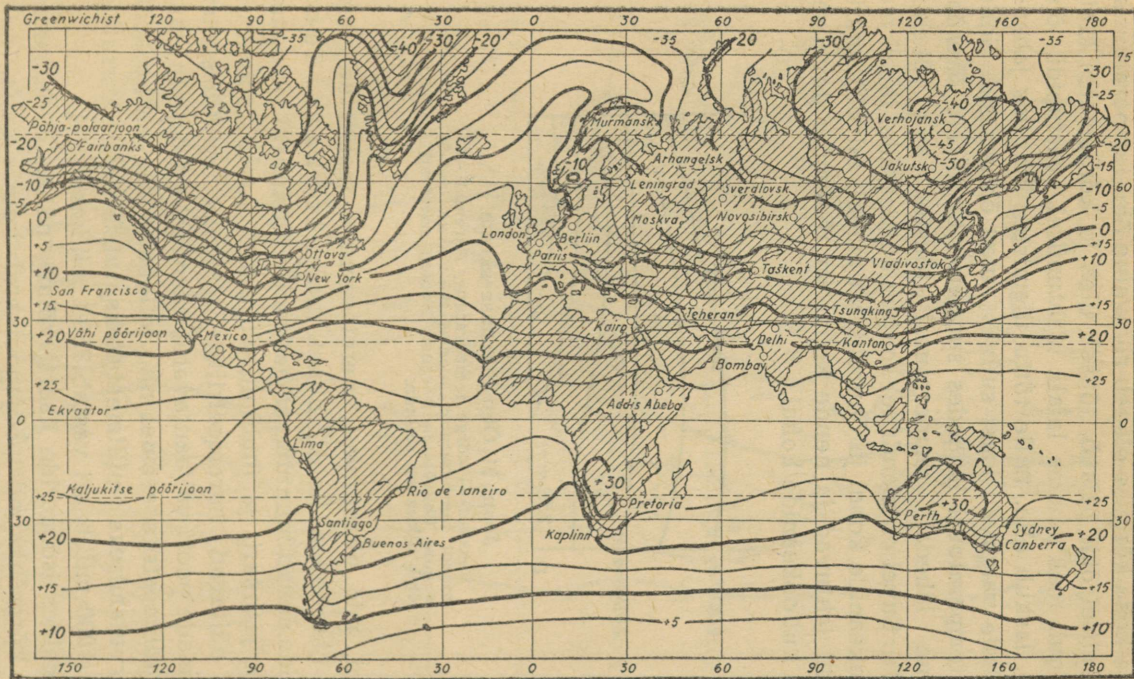 Greenwichist 120 90 60 30 0 30 60 90 120 160 180
-35 -40 -30 -20 20 -30 -35 -35
75
-30 -30
-25 -25
-40
Murmansk Verhojansk
Põhja-polaarjoon
-20 Fairbanks -45 -20
Arhangelsk Jakutsk -50 -15
-10 -10 Leningrad Sverdlovsk -10 60
-5 Moskva Novosibirsk -5
0 London Berliin 0
+5 Ottava Pariis Vladivostok +15
+10 New York Taškent +10
San Francisco
+15 Teheran Tsungking +15
30 Kairo 30
Vähi pöörijoon
+20 Mexico Delhi Kanton +20
Bombay
+25 +25
Addis Abeba
Ekvaator
0 0
Lima
Kaljukitse pöörijoon +30
+25 Rio de Janeiro Pretoria +30 +25
30 Santiago Perth 30
+20 Buenos Aires Kaplinn Sydney +20
Canberra
+15 +15
+10 +5 +10
150 120 90 60 30 0 30 60 90 120 150 180